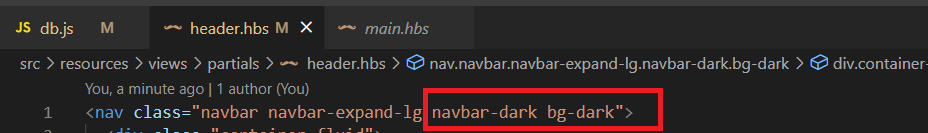 JS db.js M header.hbs M main.hbs
src > resources > views > partials > header.hbs > nav.navbar.navbar-expand-lg.navbar-dark.bg-dark > div.container-
You, a minute ago | 1 author (You)
1 <nav class="navbar navbar-expand-lg navbar-dark bg-dark">